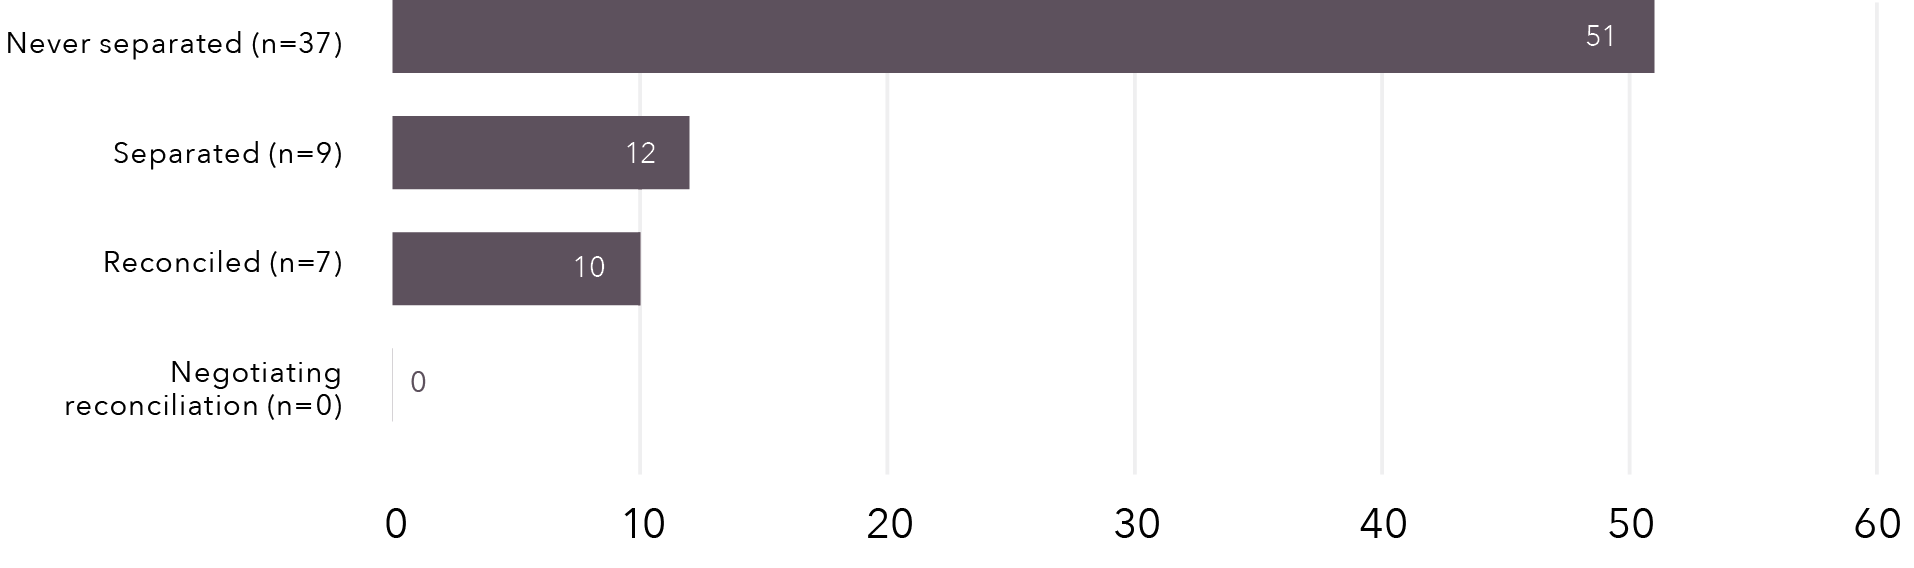 Never separated (n=37)
51
Separated (n=9)
12
Reconciled (n=7)
10
Negotiating
reconciliation (n=0)
0
0 10 20 30 40 50 60